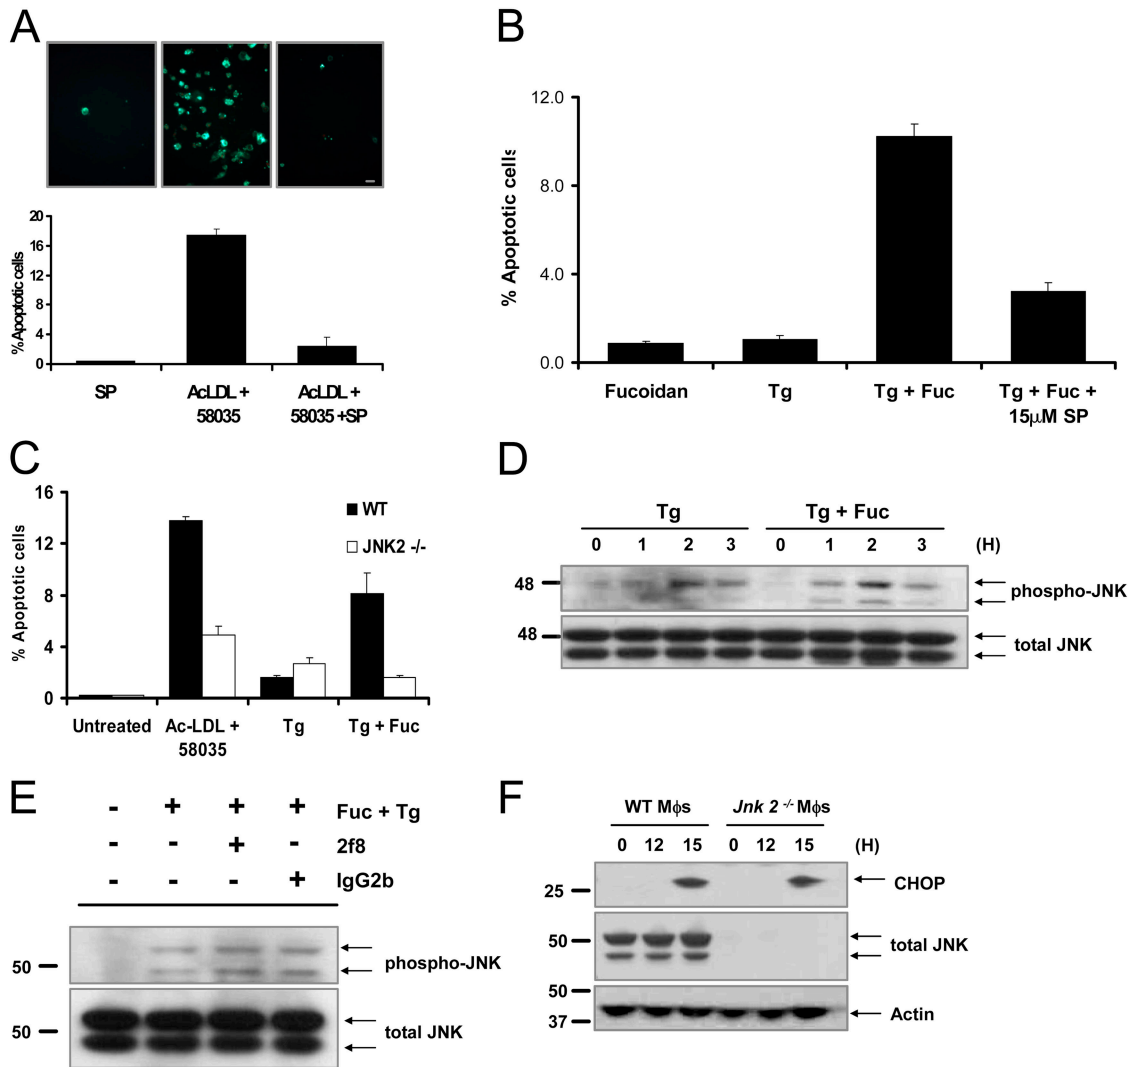 A
20
16
12
8
4
0
%Apoptotic cells
SP
AcLDL +
58035
AcLDL +
58035 +SP
B
12.0
8.0
4.0
0.0
% Apoptotic cells
Fucoidan
Tg
Tg + Fuc
Tg + Fuc +
15μM SP
C
16
12
8
4
0
% Apoptotic cells
WT
JNK2 -/-
Untreated
Ac-LDL +
58035
Tg
Tg + Fuc
D
Tg
Tg + Fuc
0 1 2 3 0 1 2 3 (H)
48
phospho-JNK
48
total JNK
E
- + + + Fuc + Tg
- - + - 2f8
- - - + IgG2b
50
phospho-JNK
50
total JNK
F
WT Mϕs Jnk 2 -/- Mϕs
0 12 15 0 12 15 (H)
25
CHOP
50
total JNK
50
37
Actin